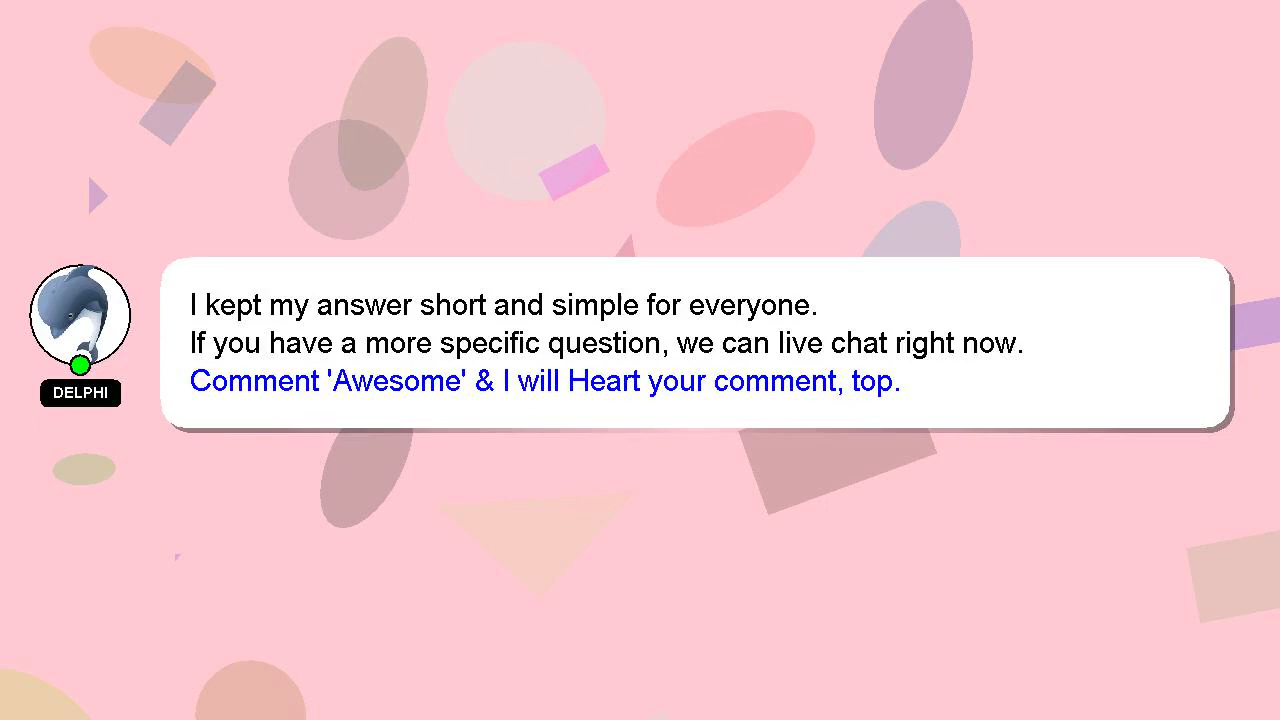 I kept my answer short and simple for everyone.
If you have a more specific question, we can live chat right now.
Comment 'Awesome' & I will Heart your comment, top.
DELPHI